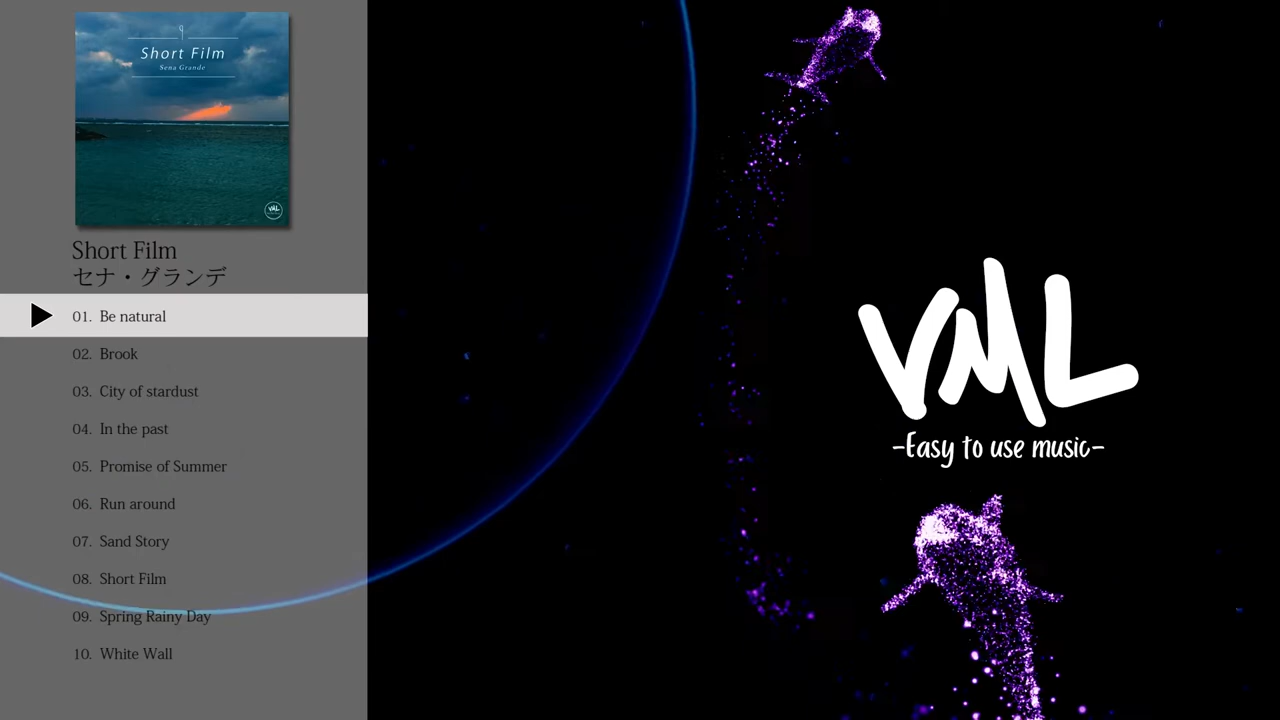 Short Film
Sena Grande
VML
Short Film
セナ・グランデ
01. Be natural
02. Brook
03. City of stardust
04. In the past
05. Promise of Summer
06. Run around
07. Sand Story
08. Short Film
09. Spring Rainy Day
10. White Wall
VML
-Easy to use music-